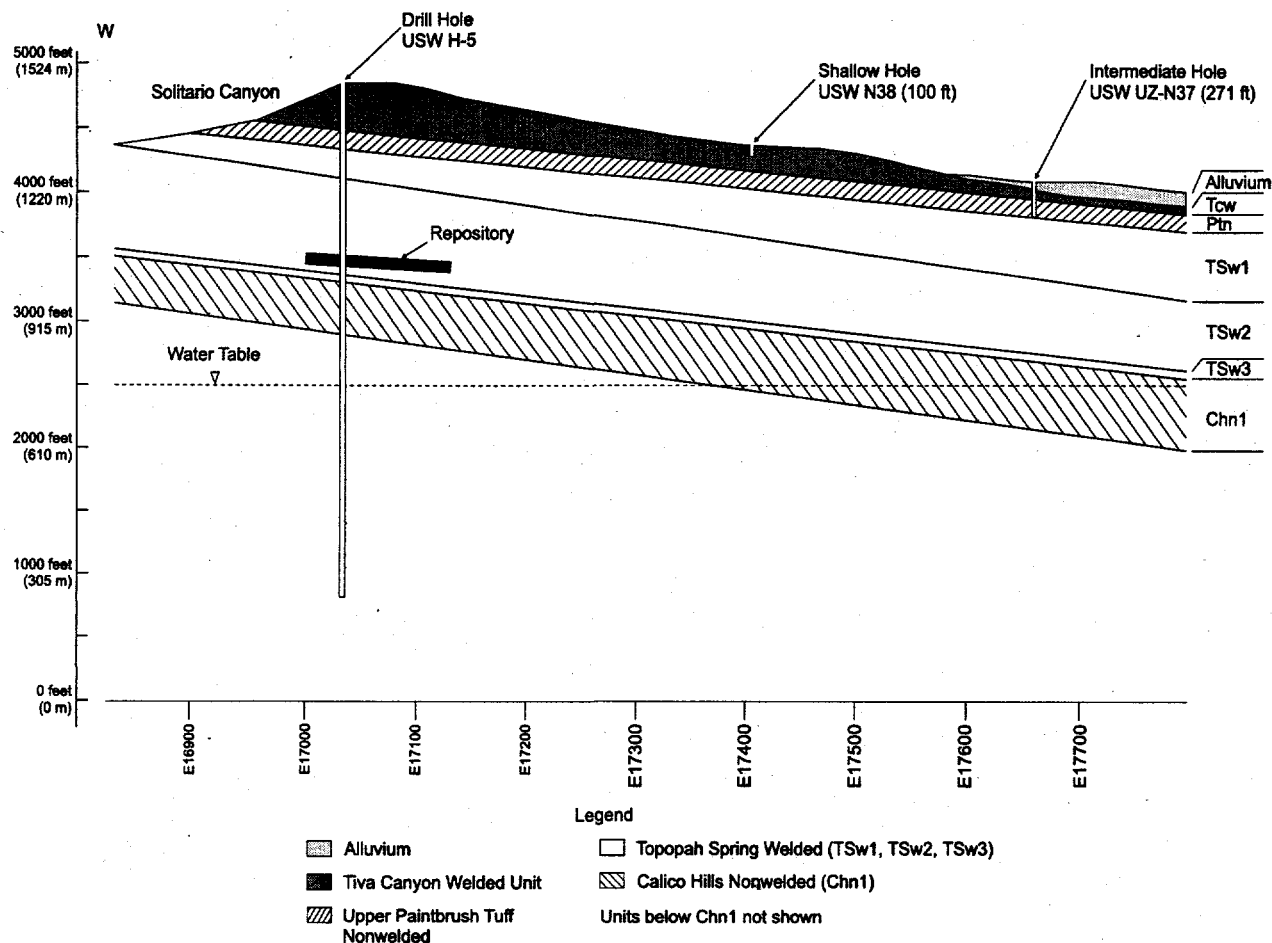 W
Drill Hole
USW H-5
5000 feet
(1524 m)
Solitario Canyon
Shallow Hole
USW N38 (100 ft)
Intermediate Hole
USW UZ-N37 (271 ft)
4000 feet
(1220 m)
Alluvium
Tcw
Ptn
Repository
TSw1
3000 feet
(915 m)
Water Table
TSw2
TSw3
Chn1
2000 feet
(610 m)
1000 feet
(305 m)
0 feet
(0 m)
E16900
E17000
E17100
E17200
E17300
E17400
E17500
E17600
E17700
Legend
Alluvium
Tiva Canyon Welded Unit
Upper Paintbrush Tuff
Nonwelded
Topopah Spring Welded (TSw1, TSw2, TSw3)
Calico Hills Nonwelded (Chn1)
Units below Chn1 not shown